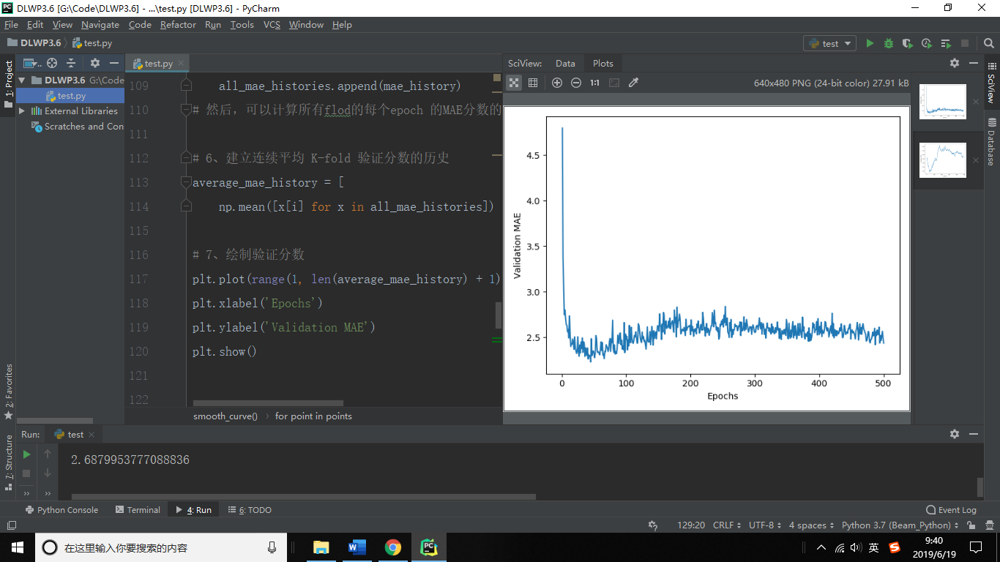 DLWP3.6 [G:\Code\DLWP3.6] - ...\test.py [DLWP3.6] - PyCharm
File Edit View Navigate Code Refactor Run Tools VCS Window Help
DLWP3.6 test.py
test
1: Project
DLWP3.6 G:\Code
test.py
External Libraries
Scratches and Con
test.py
109 all_mae_histories.append(mae_history)
110 # 然后，可以计算所有flod的每个epoch 的MAE分数的
111
112 # 6、建立连续平均 K-fold 验证分数的历史
113 average_mae_history = [
114 np.mean([x[i] for x in all_mae_histories])
115
116 # 7、绘制验证分数
117 plt.plot(range(1, len(average_mae_history) + 1)
118 plt.xlabel('Epochs')
119 plt.ylabel('Validation MAE')
120 plt.show()
121
122
smooth_curve() for point in points
SciView: Data Plots
1:1
640x480 PNG (24-bit color) 27.91 kB
4.5
4.0
3.5
3.0
2.5
Validation MAE
0 100 200 300 400 500
Epochs
SciView
Database
2: Favorites
7: Structure
Run: test
2.6879953777088836
Python Console Terminal 4: Run 6: TODO Event Log
129:20 CRLF UTF-8 4 spaces Python 3.7 (Beam_Python)
在这里输入你要搜索的内容
英
9:40
2019/6/19